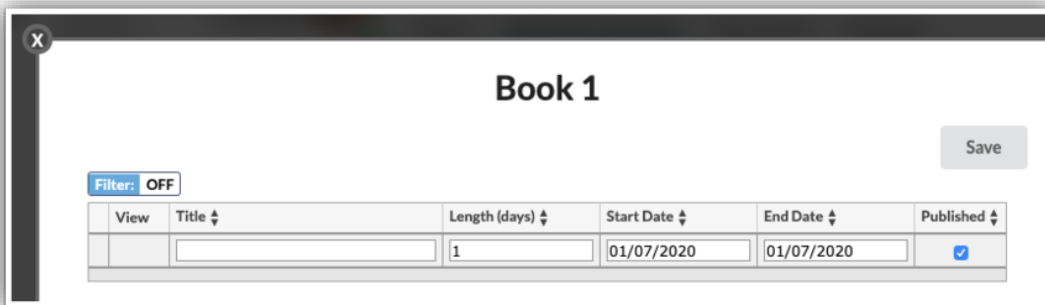 X
Book 1
Save
Filter: OFF
View Title Length (days) Start Date End Date Published
1 01/07/2020 01/07/2020